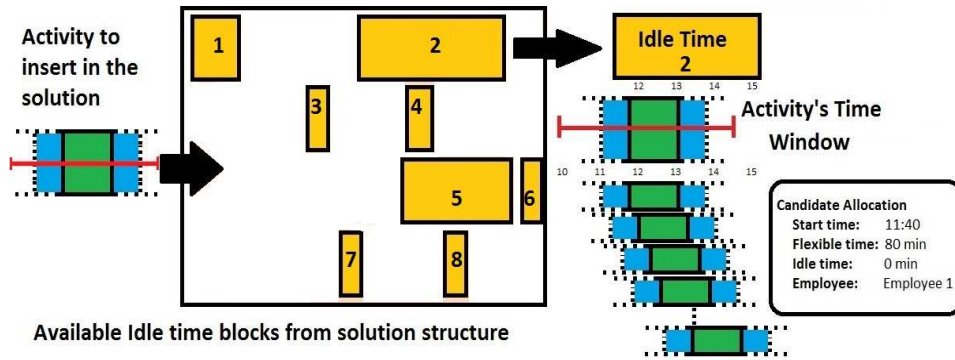 Activity to
insert in the
solution
1
2
3
4
5
6
7
8
Available Idle time blocks from solution structure
Idle Time
2
12 13 14 15
Activity's Time
Window
10 11 12 13 14 15
Candidate Allocation
Start time: 11:40
Flexible time: 80 min
Idle time: 0 min
Employee: Employee 1